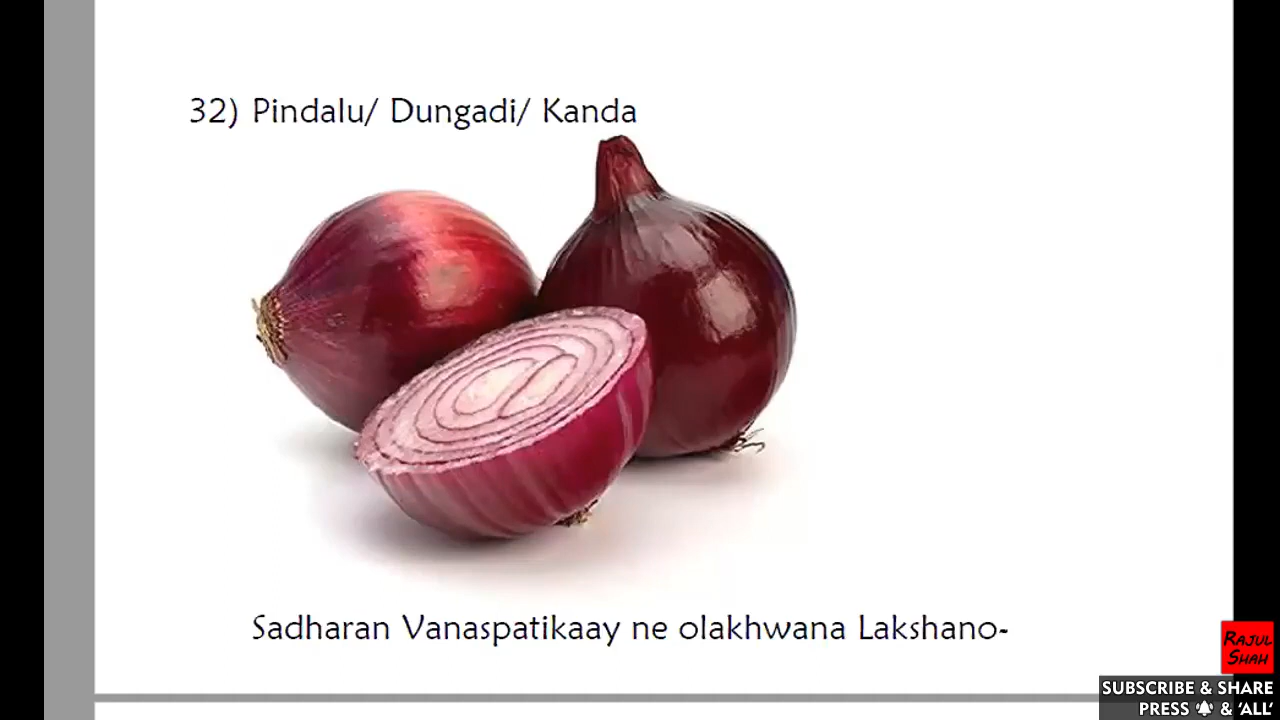 32) Pindalu/ Dungadi/ Kanda
Sadharan Vanaspatikaay ne olakhwana Lakshano-
RAJUL
SHAH
SUBSCRIBE & SHARE
PRESS 🔔 & 'ALL'